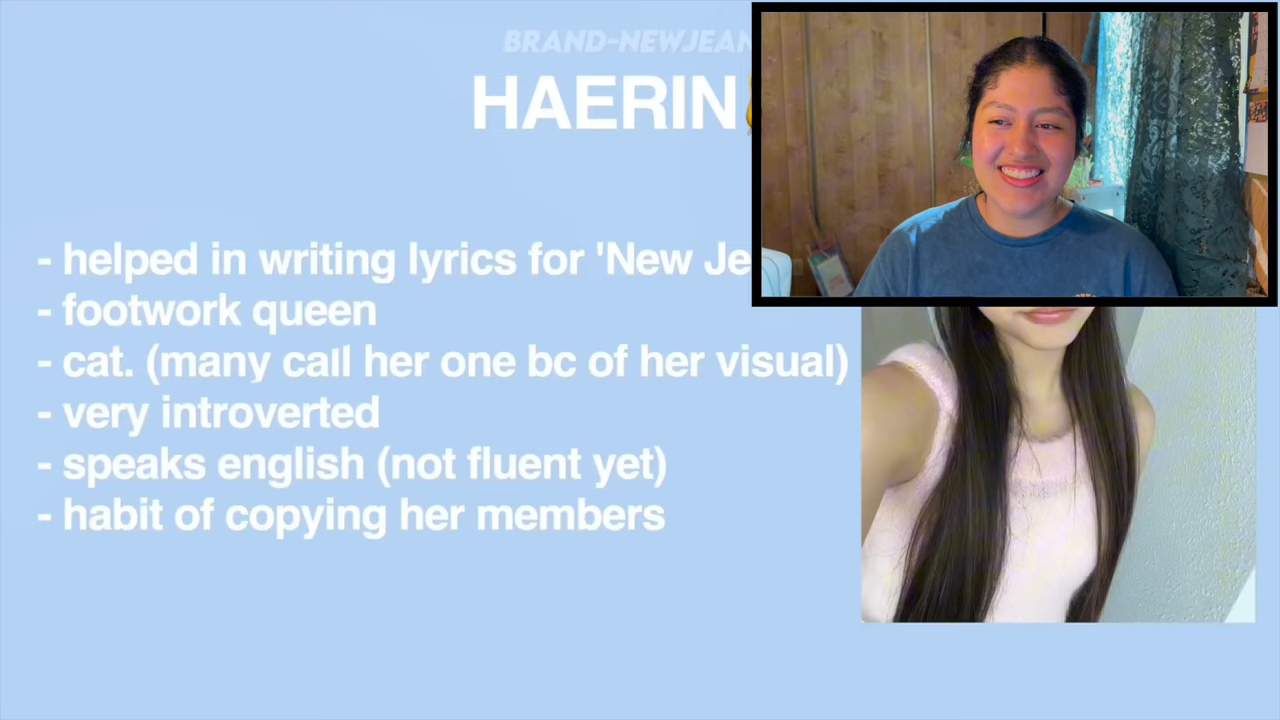 BRAND-NEWJEAN
HAERIN
- helped in writing lyrics for 'New Je
- footwork queen
- cat. (many call her one bc of her visual)
- very introverted
- speaks english (not fluent yet)
- habit of copying her members